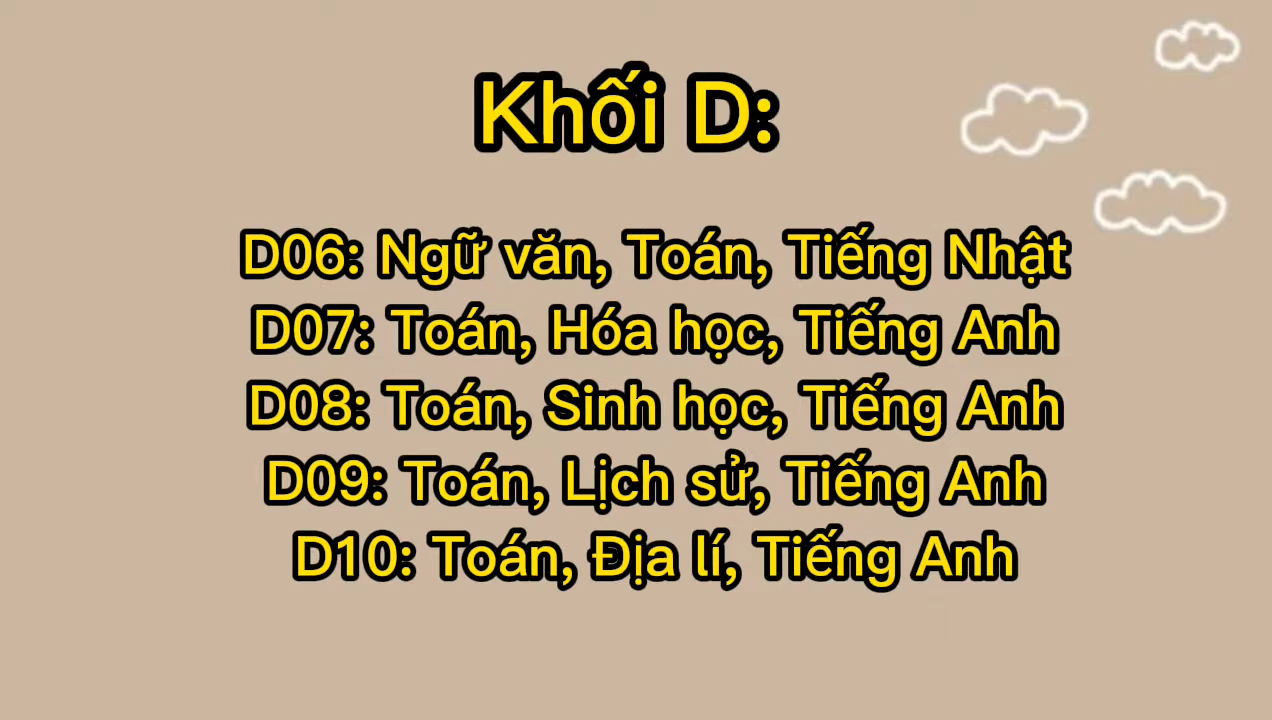 Khối D:
D06: Ngữ văn, Toán, Tiếng Nhật
D07: Toán, Hóa học, Tiếng Anh
D08: Toán, Sinh học, Tiếng Anh
D09: Toán, Lịch sử, Tiếng Anh
D10: Toán, Địa lí, Tiếng Anh